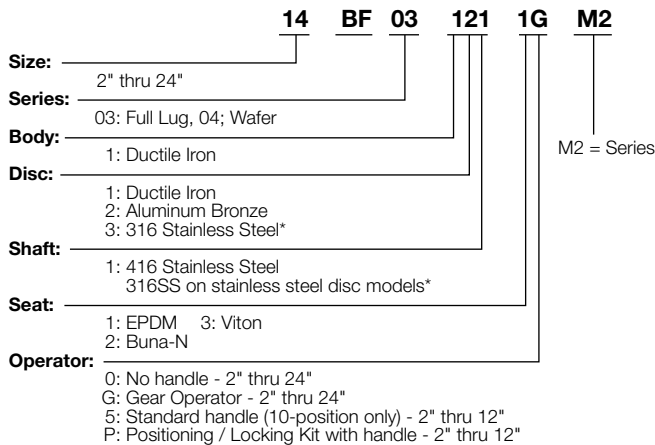 14 BF 03 121 1G M2
Size:
2" thru 24"
Series:
03: Full Lug, 04; Wafer
Body:
1: Ductile Iron
M2 = Series
Disc:
1: Ductile Iron
2: Aluminum Bronze
3: 316 Stainless Steel*
Shaft:
1: 416 Stainless Steel
316SS on stainless steel disc models*
Seat:
1: EPDM 3: Viton
2: Buna-N
Operator:
0: No handle - 2" thru 24"
G: Gear Operator - 2" thru 24"
5: Standard handle (10-position only) - 2" thru 12"
P: Positioning / Locking Kit with handle - 2" thru 12"